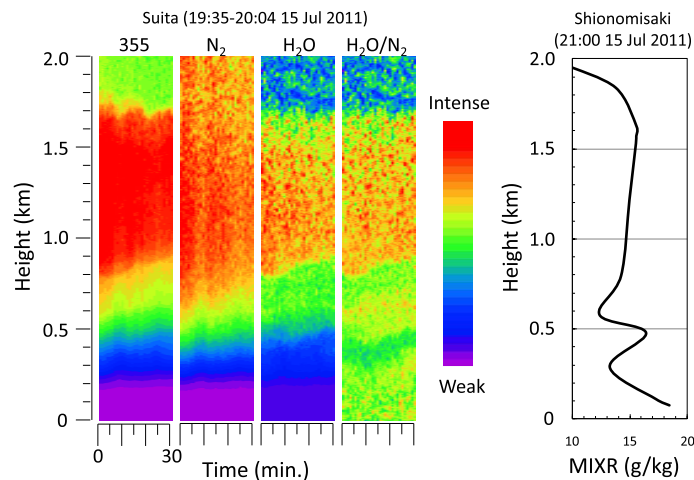 Suita (19:35-20:04 15 Jul 2011)
355 N2 H2O H2O/N2
2.0
1.5
1.0
0.5
0
Height (km)
0 30
Time (min.)
Intense
Weak
Shionomisaki
(21:00 15 Jul 2011)
2.0
1.5
1.0
0.5
0
Height (km)
10 15 20
MIXR (g/kg)